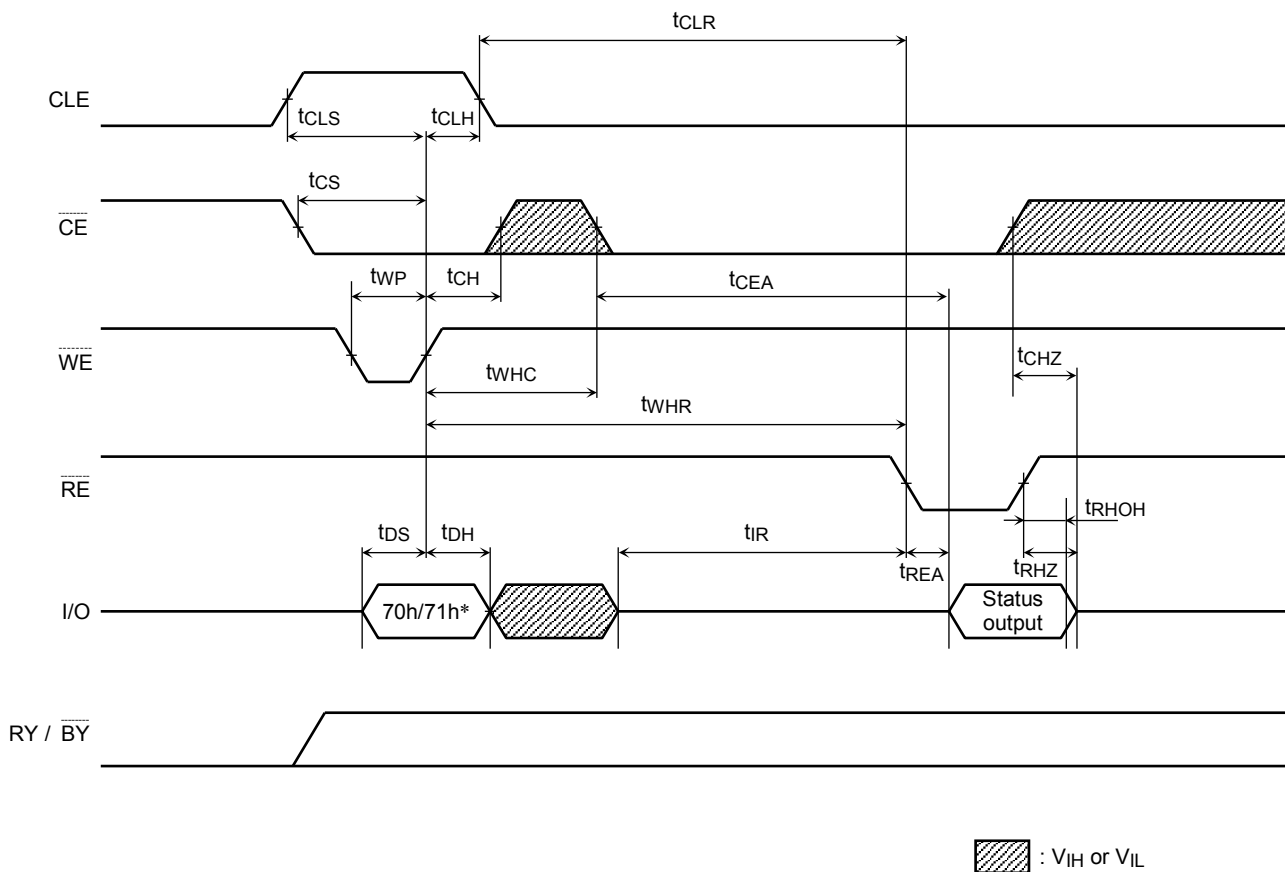 tCLR
CLE
tCLS
tCLH
tCS
CE
tWP
tCH
tCEA
WE
tWHC
tCHZ
tWHR
RE
tRHOH
tDS
tDH
tIR
tREA
tRHZ
I/O
70h/71h*
Status
output
RY / BY
: VIH or VIL